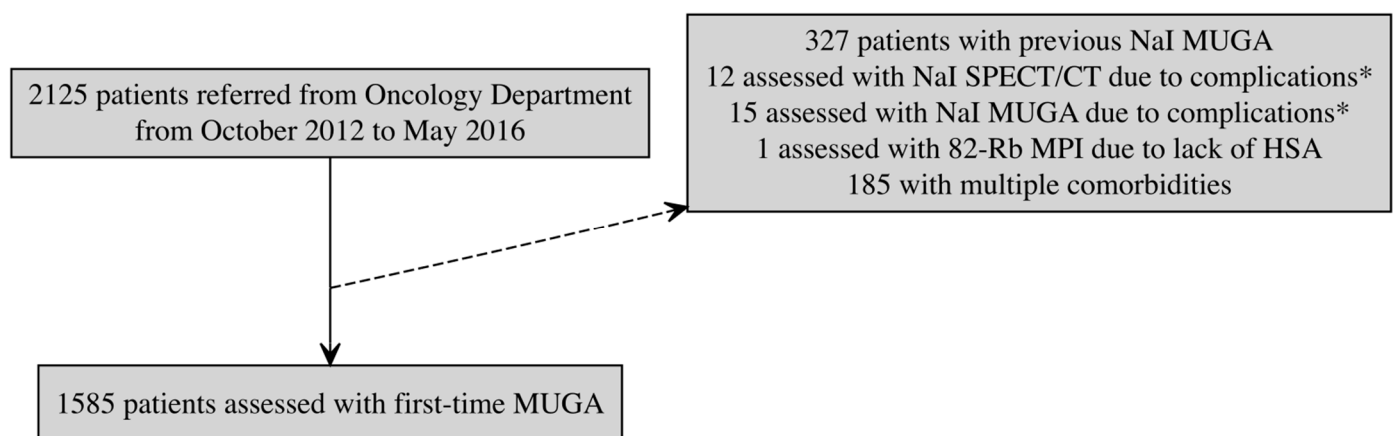 2125 patients referred from Oncology Department
from October 2012 to May 2016
327 patients with previous NaI MUGA
12 assessed with NaI SPECT/CT due to complications*
15 assessed with NaI MUGA due to complications*
1 assessed with 82-Rb MPI due to lack of HSA
185 with multiple comorbidities
1585 patients assessed with first-time MUGA